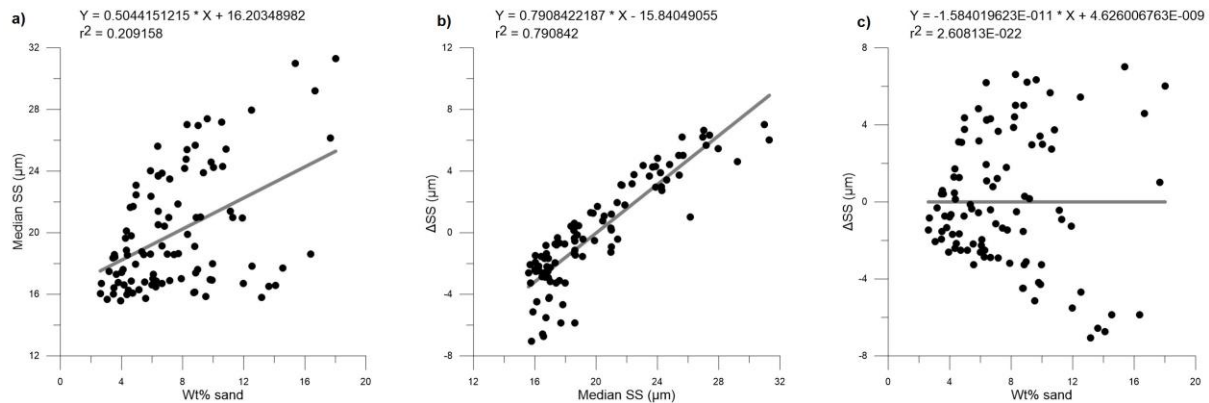 a)
Y = 0.5044151215 * X + 16.20348982
r² = 0.209158
32
28
24
20
16
12
Median SS (µm)
0 4 8 12 16 20
Wt% sand
b)
Y = 0.7908422187 * X - 15.84049055
r² = 0.790842
8
4
0
-4
-8
ΔSS (µm)
12 16 20 24 28 32
Median SS (µm)
c)
Y = -1.584019623E-011 * X + 4.626006763E-009
r² = 2.60813E-022
8
4
0
-4
-8
ΔSS (µm)
0 4 8 12 16 20
Wt% sand